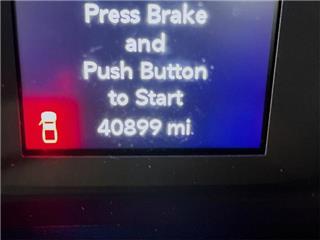 Press Brake
and
Push Button
to Start
40899 mi